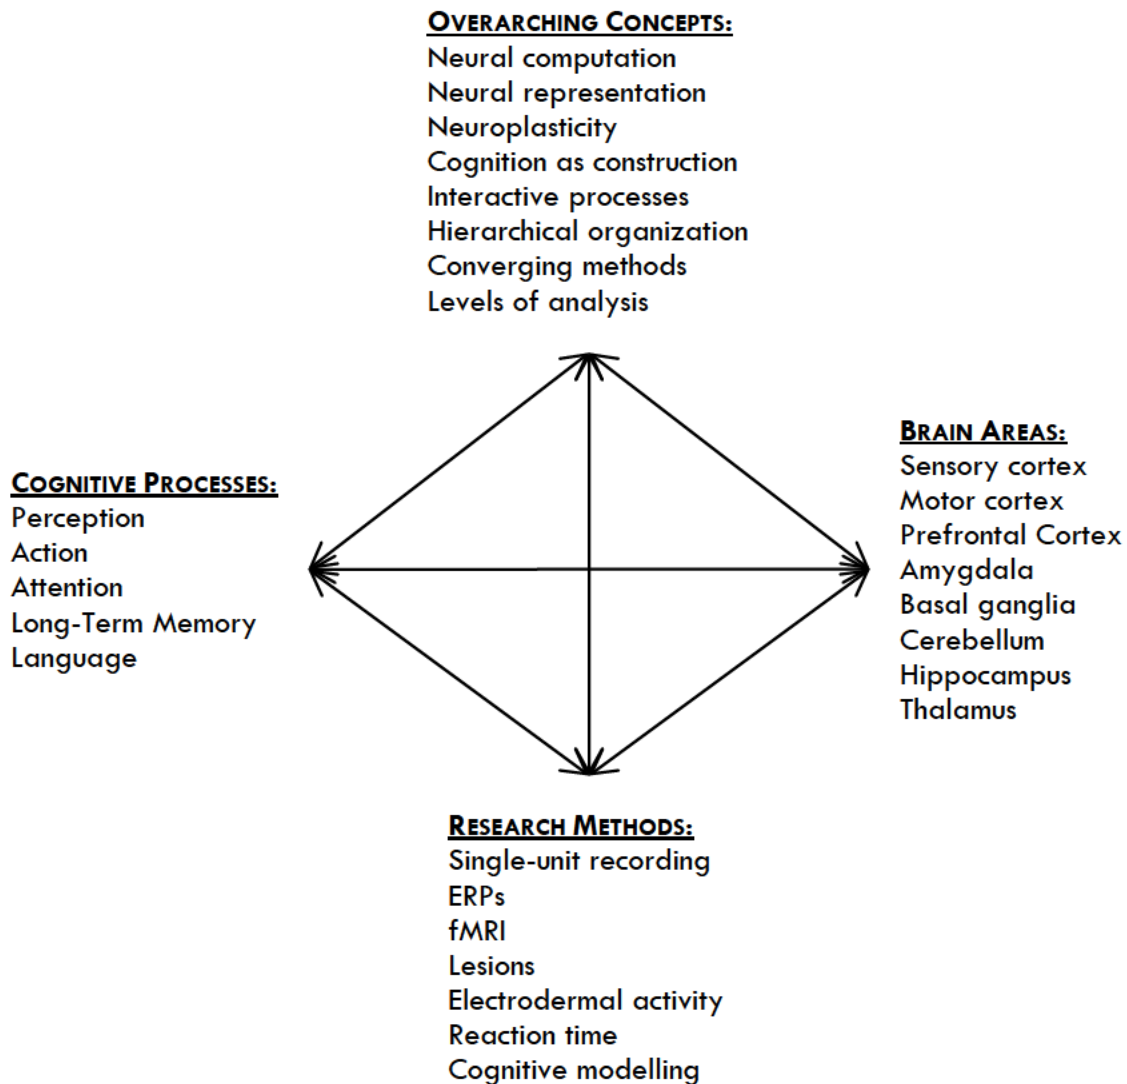 OVERARCHING CONCEPTS:
Neural computation
Neural representation
Neuroplasticity
Cognition as construction
Interactive processes
Hierarchical organization
Converging methods
Levels of analysis
COGNITIVE PROCESSES:
Perception
Action
Attention
Long-Term Memory
Language
BRAIN AREAS:
Sensory cortex
Motor cortex
Prefrontal Cortex
Amygdala
Basal ganglia
Cerebellum
Hippocampus
Thalamus
RESEARCH METHODS:
Single-unit recording
ERPs
fMRI
Lesions
Electrodermal activity
Reaction time
Cognitive modelling